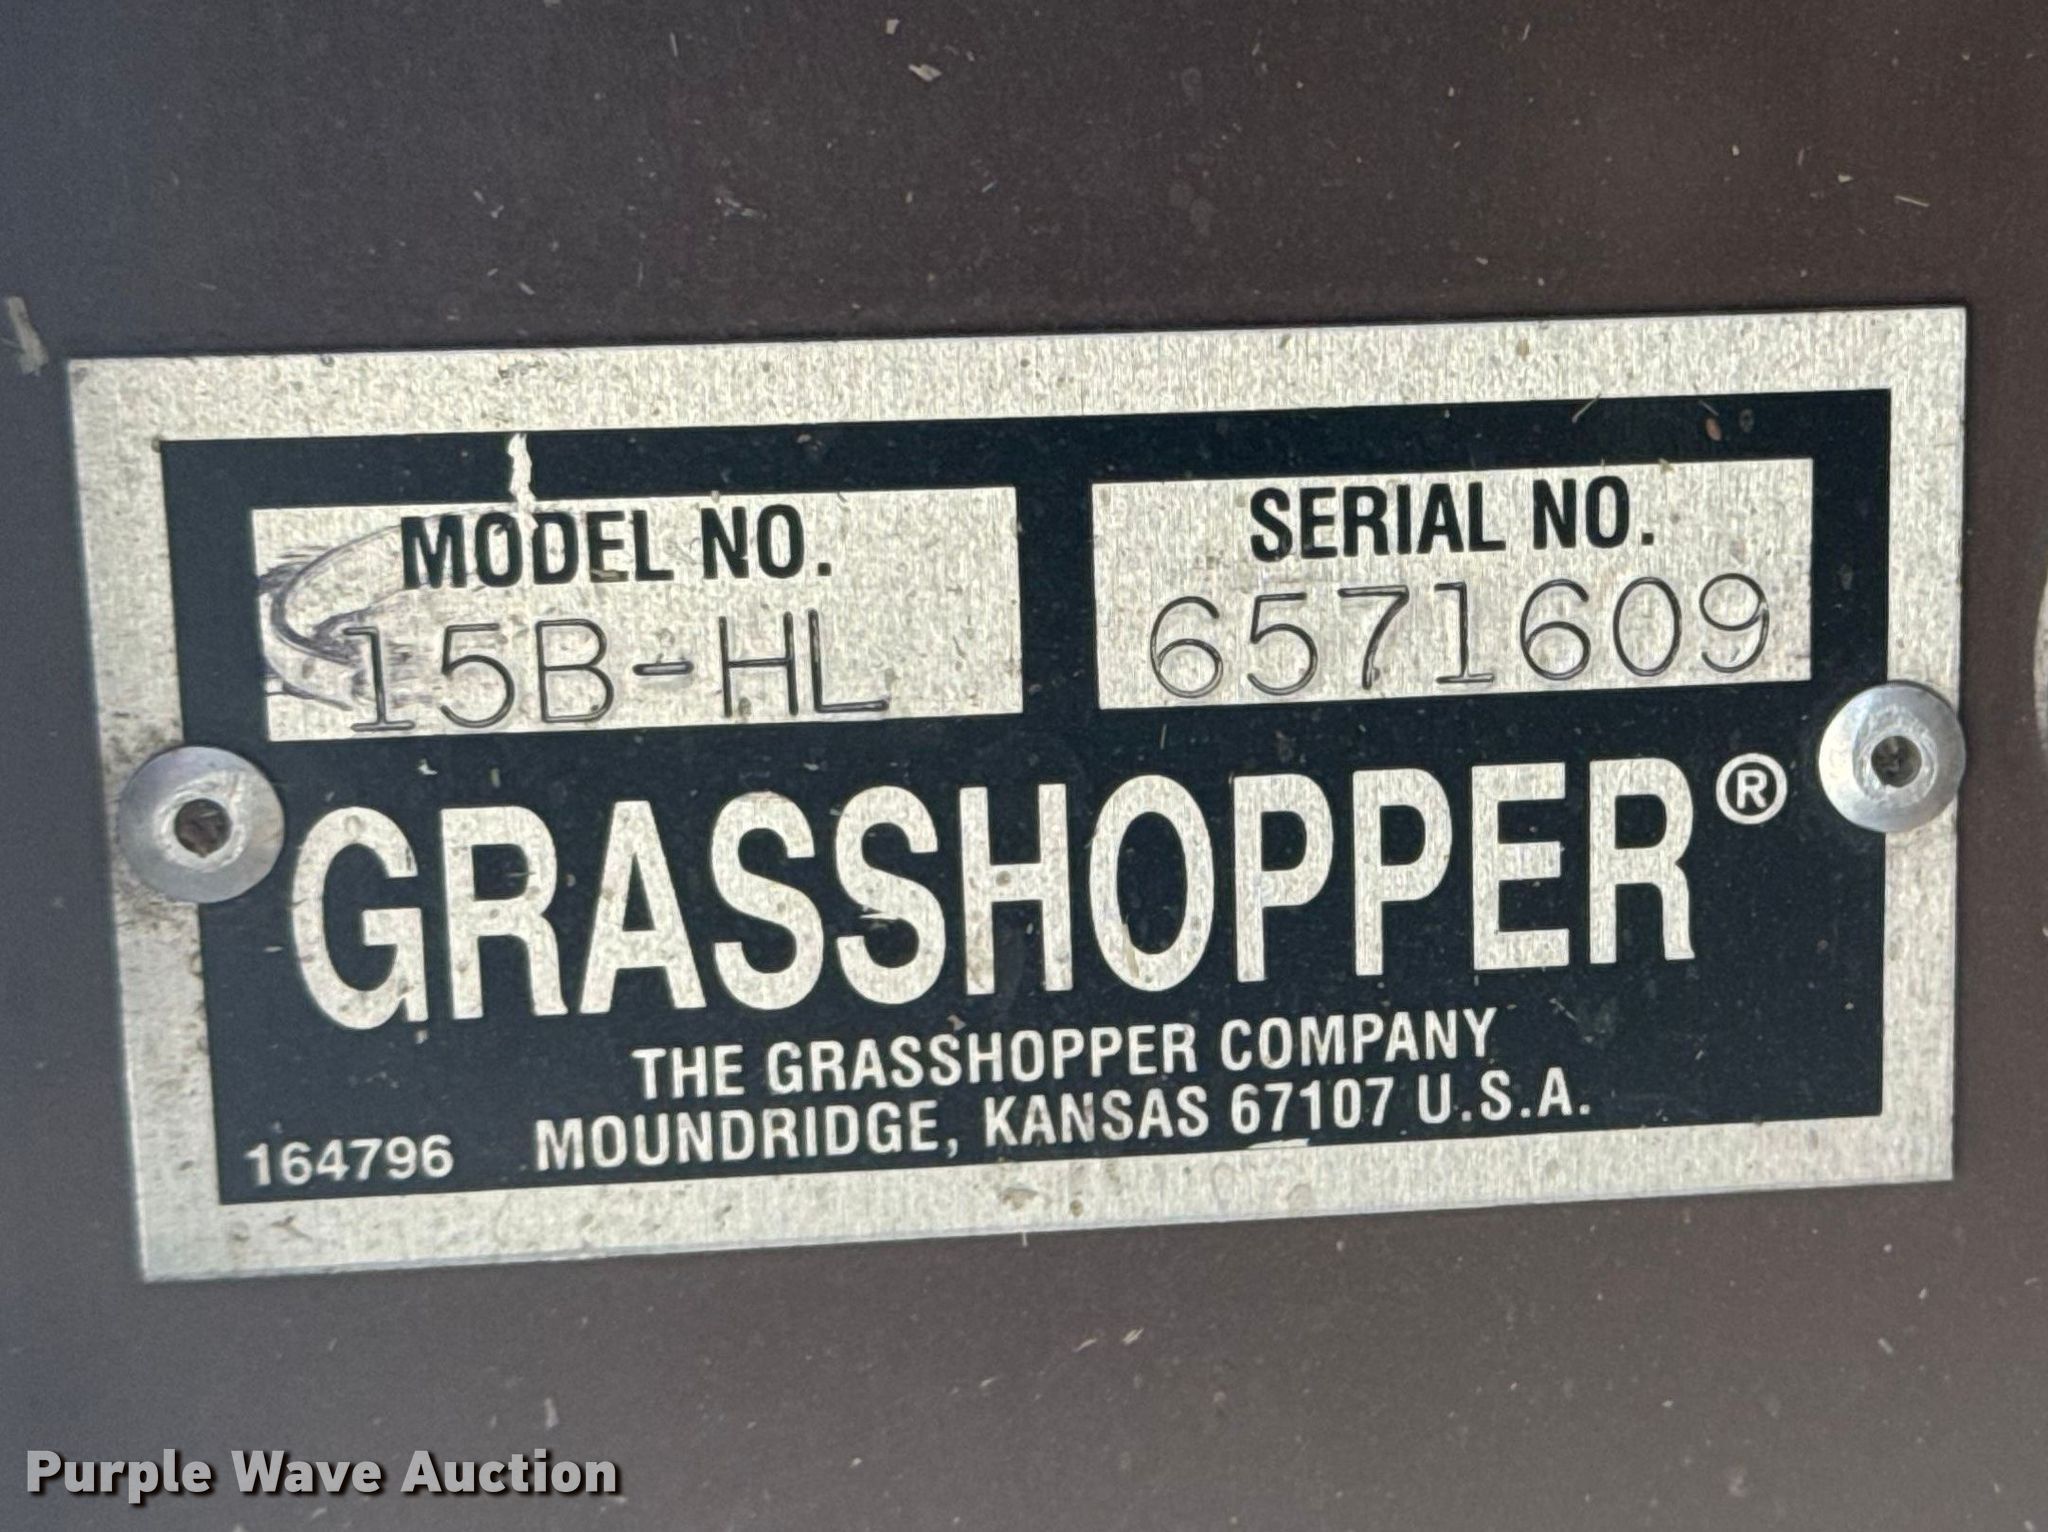 MODEL NO.
15B-HL
SERIAL NO.
6571609
GRASSHOPPER®
THE GRASSHOPPER COMPANY
MOUNDRIDGE, KANSAS 67107 U.S.A.
164796
Purple Wave Auction